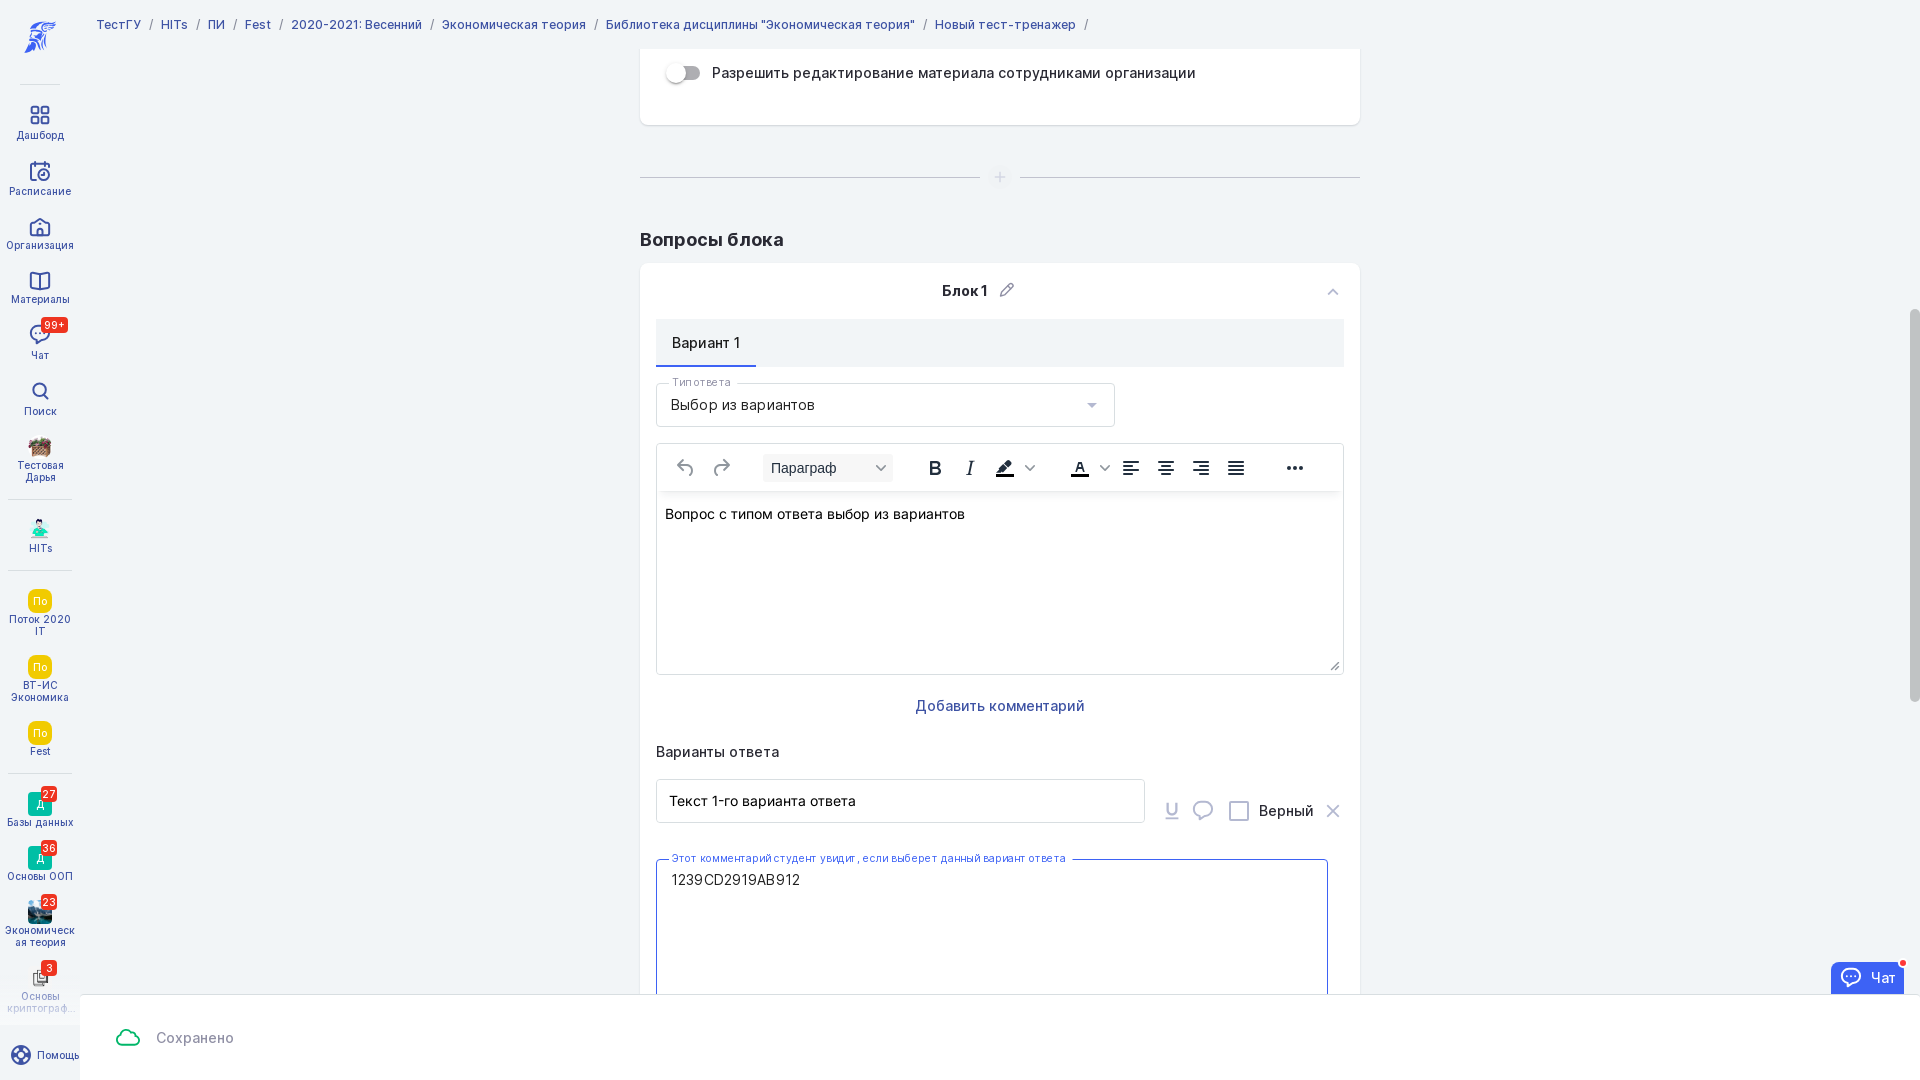 ТестГУ / HITs / ПИ / Fest / 2020-2021: Весенний / Экономическая теория / Библиотека дисциплины "Экономическая теория" / Новый тест-тренажер /
Дашборд
Расписание
Организация
Материалы
99+
Чат
Поиск
Тестовая
Дарья
HITs
По
Поток 2020
IT
По
ВТ-ИС
Экономика
По
Fest
27
Д
Базы данных
36
Д
Основы ООП
23
Экономическ
ая теория
3
Основы
криптограф...
Помощь
Разрешить редактирование материала сотрудниками организации
Вопросы блока
Блок 1
Вариант 1
Тип ответа
Выбор из вариантов
Параграф
Вопрос с типом ответа выбор из вариантов
Добавить комментарий
Варианты ответа
Текст 1-го варианта ответа
Верный
Этот комментарий студент увидит, если выберет данный вариант ответа
1239CD2919AB912
Чат
Сохранено